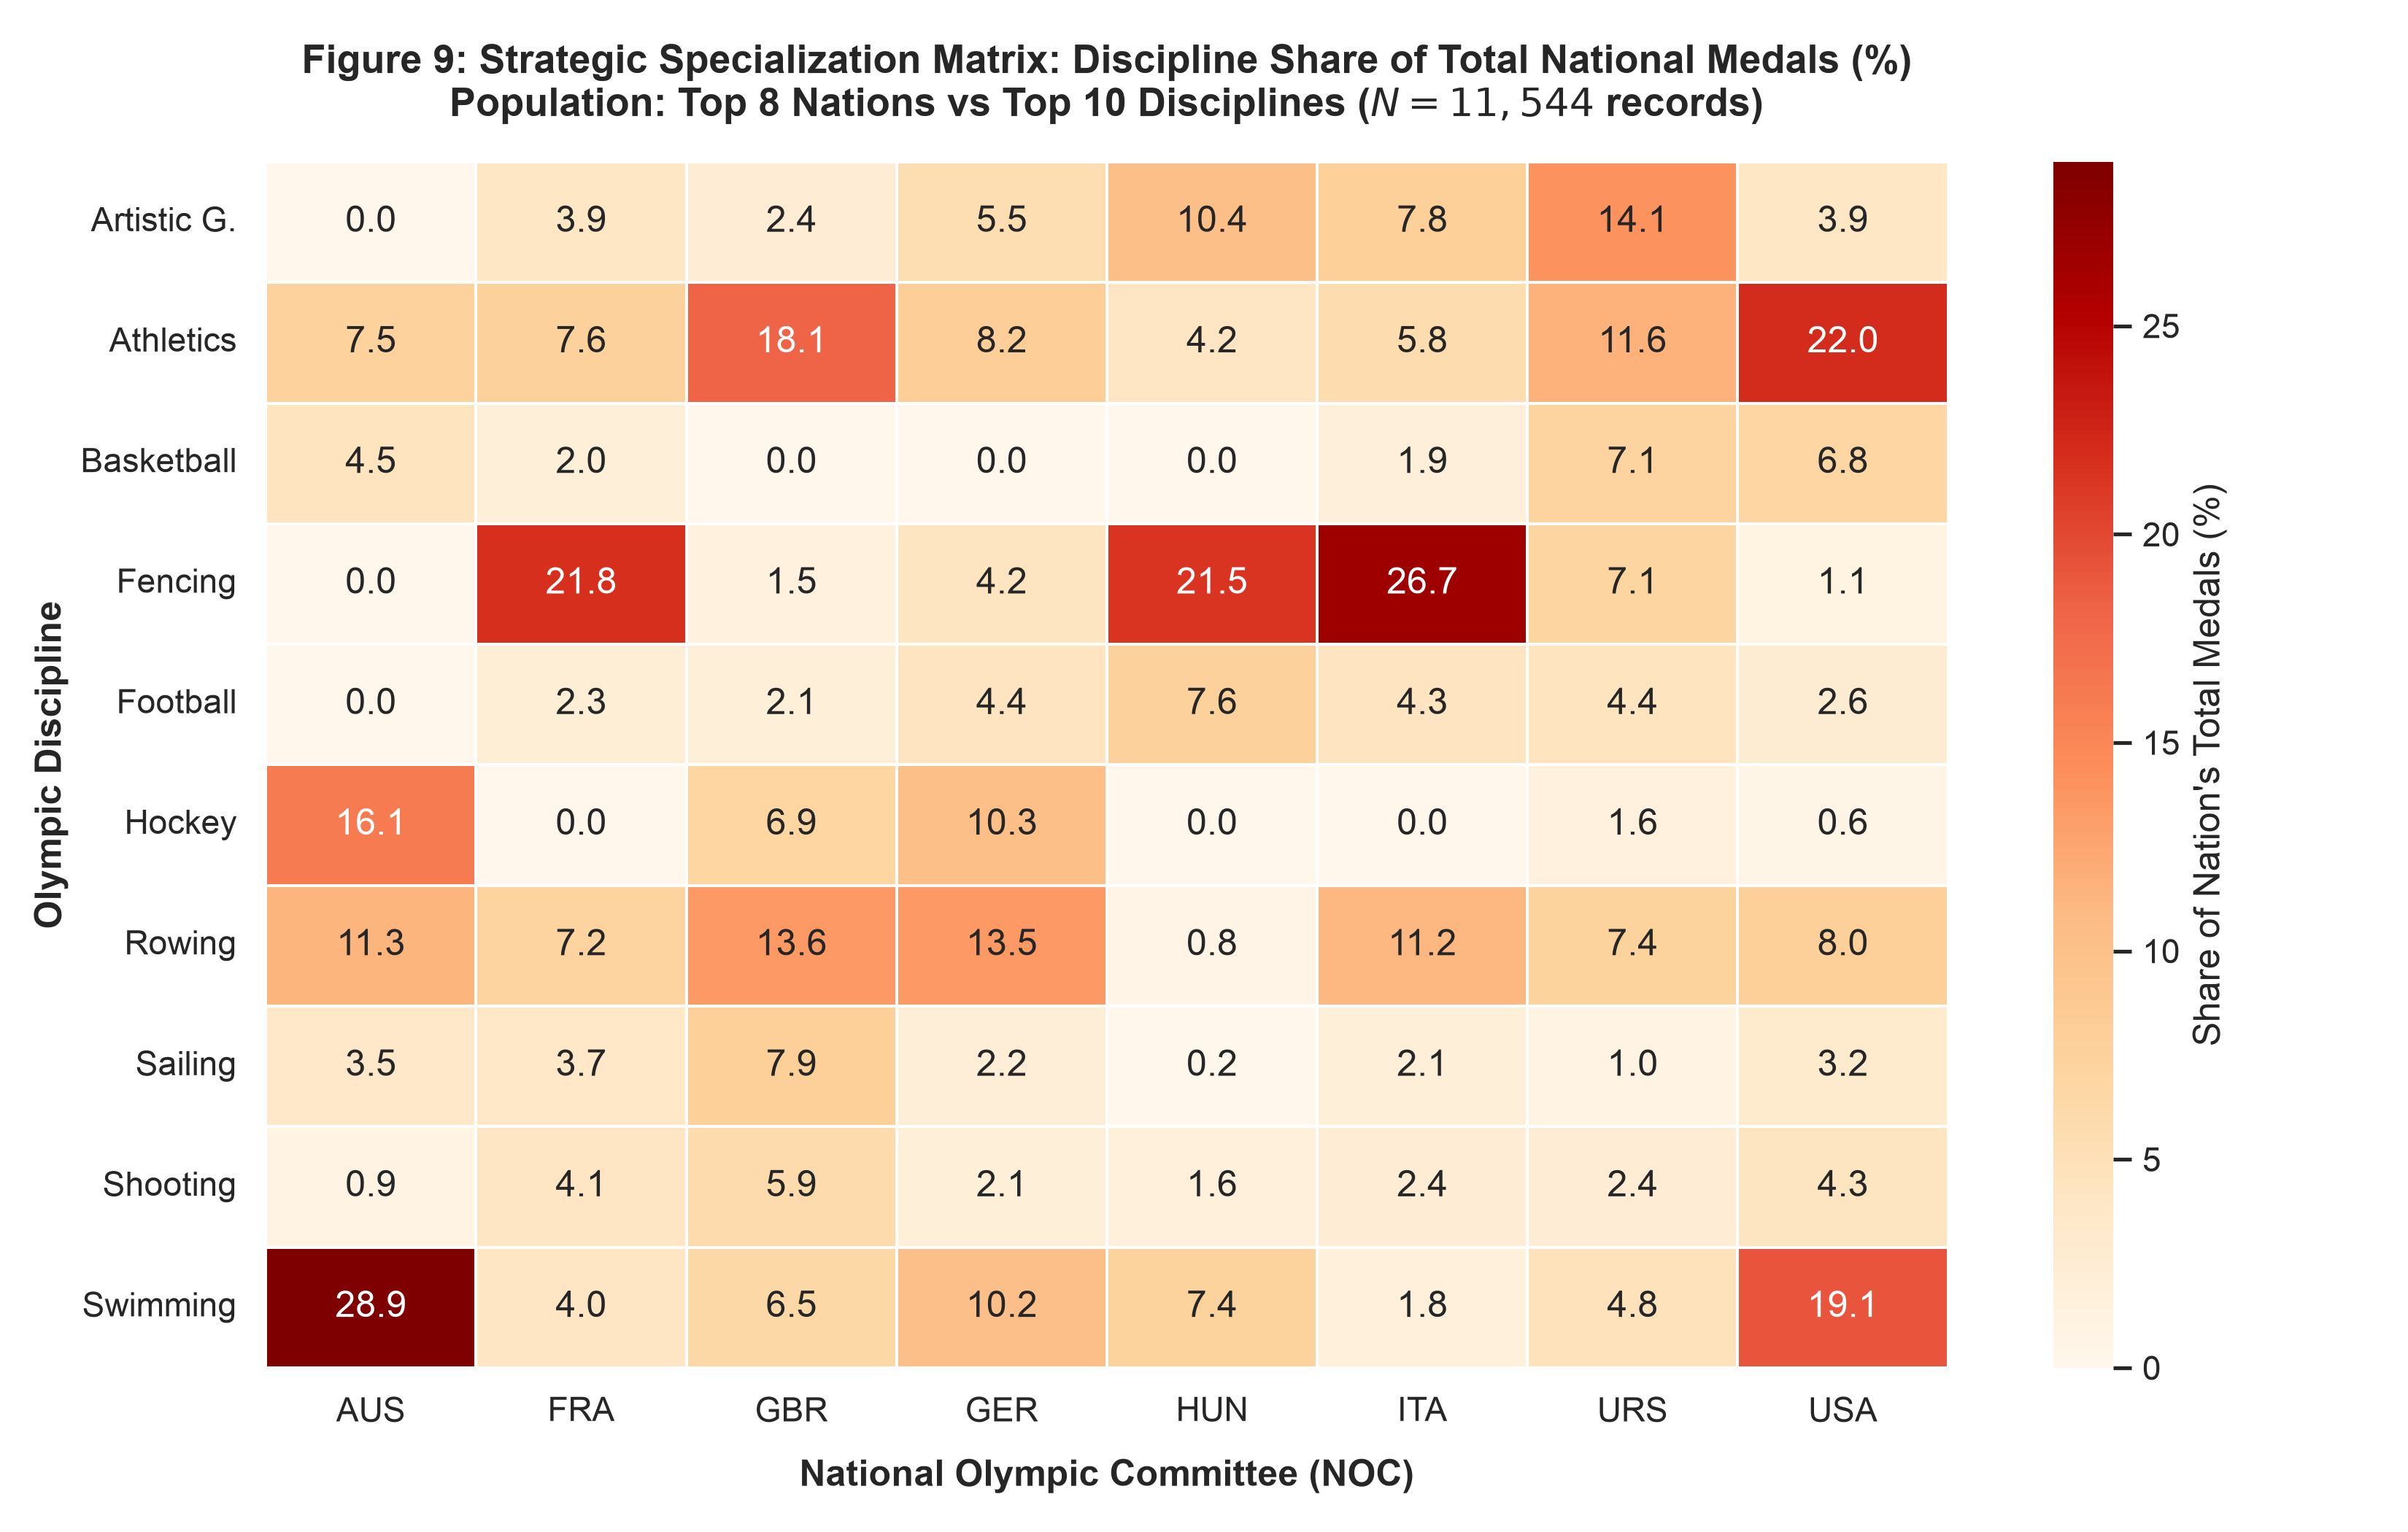 Figure 9: Strategic Specialization Matrix: Discipline Share of Total National Medals (%)
Population: Top 8 Nations vs Top 10 Disciplines (N = 11, 544 records)
Olympic Discipline
Artistic G. 0.0 3.9 2.4 5.5 10.4 7.8 14.1 3.9
Athletics 7.5 7.6 18.1 8.2 4.2 5.8 11.6 22.0
Basketball 4.5 2.0 0.0 0.0 0.0 1.9 7.1 6.8
Fencing 0.0 21.8 1.5 4.2 21.5 26.7 7.1 1.1
Football 0.0 2.3 2.1 4.4 7.6 4.3 4.4 2.6
Hockey 16.1 0.0 6.9 10.3 0.0 0.0 1.6 0.6
Rowing 11.3 7.2 13.6 13.5 0.8 11.2 7.4 8.0
Sailing 3.5 3.7 7.9 2.2 0.2 2.1 1.0 3.2
Shooting 0.9 4.1 5.9 2.1 1.6 2.4 2.4 4.3
Swimming 28.9 4.0 6.5 10.2 7.4 1.8 4.8 19.1
AUS FRA GBR GER HUN ITA URS USA
National Olympic Committee (NOC)
25
20
15
10
5
0
Share of Nation's Total Medals (%)